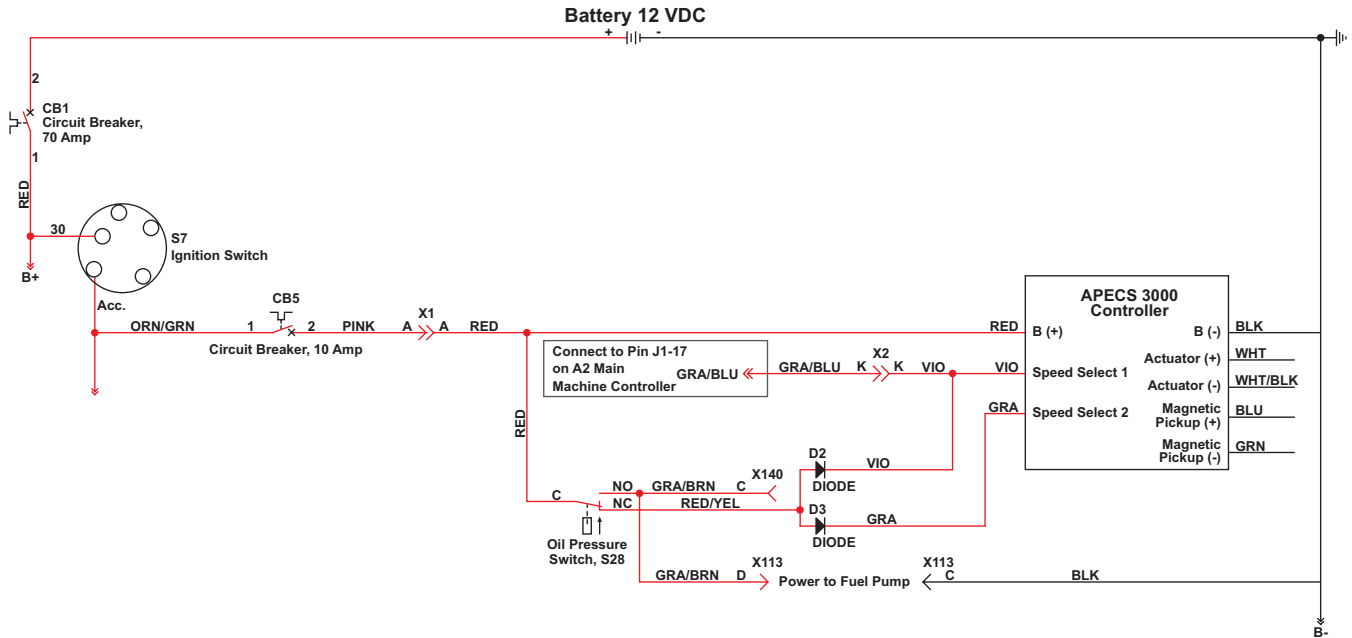 Battery 12 VDC
+ -
2
CB1
Circuit Breaker,
70 Amp
1
RED
30
S7
Ignition Switch
B+
Acc.
CB5
ORN/GRN 1 2 PINK A X1 A RED
Circuit Breaker, 10 Amp
RED
APECS 3000
Controller
RED B (+) B (-) BLK
Connect to Pin J1-17
on A2 Main
Machine Controller
GRA/BLU GRA/BLU K X2 K VIO VIO Speed Select 1
Actuator (+) WHT
Actuator (-) WHT/BLK
GRA Speed Select 2
Magnetic
Pickup (+) BLU
Magnetic
Pickup (-) GRN
D2
VIO
DIODE
X140
NO GRA/BRN C
C
NC RED/YEL
D3
GRA
DIODE
Oil Pressure
Switch, S28
X113 X113
GRA/BRN D Power to Fuel Pump C BLK
B-